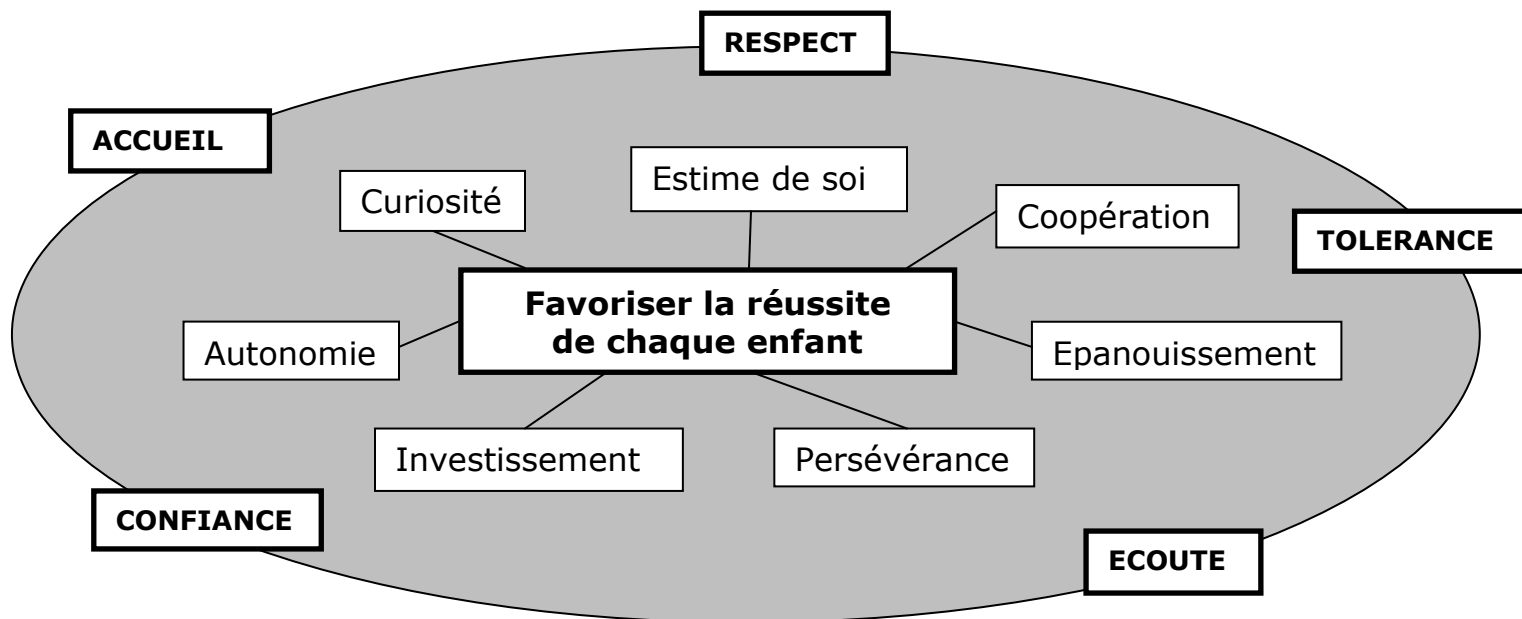 RESPECT
ACCUEIL
Estime de soi
Curiosité
Coopération
TOLERANCE
Favoriser la réussite
de chaque enfant
Autonomie
Epanouissement
Investissement
Persévérance
CONFIANCE
ECOUTE